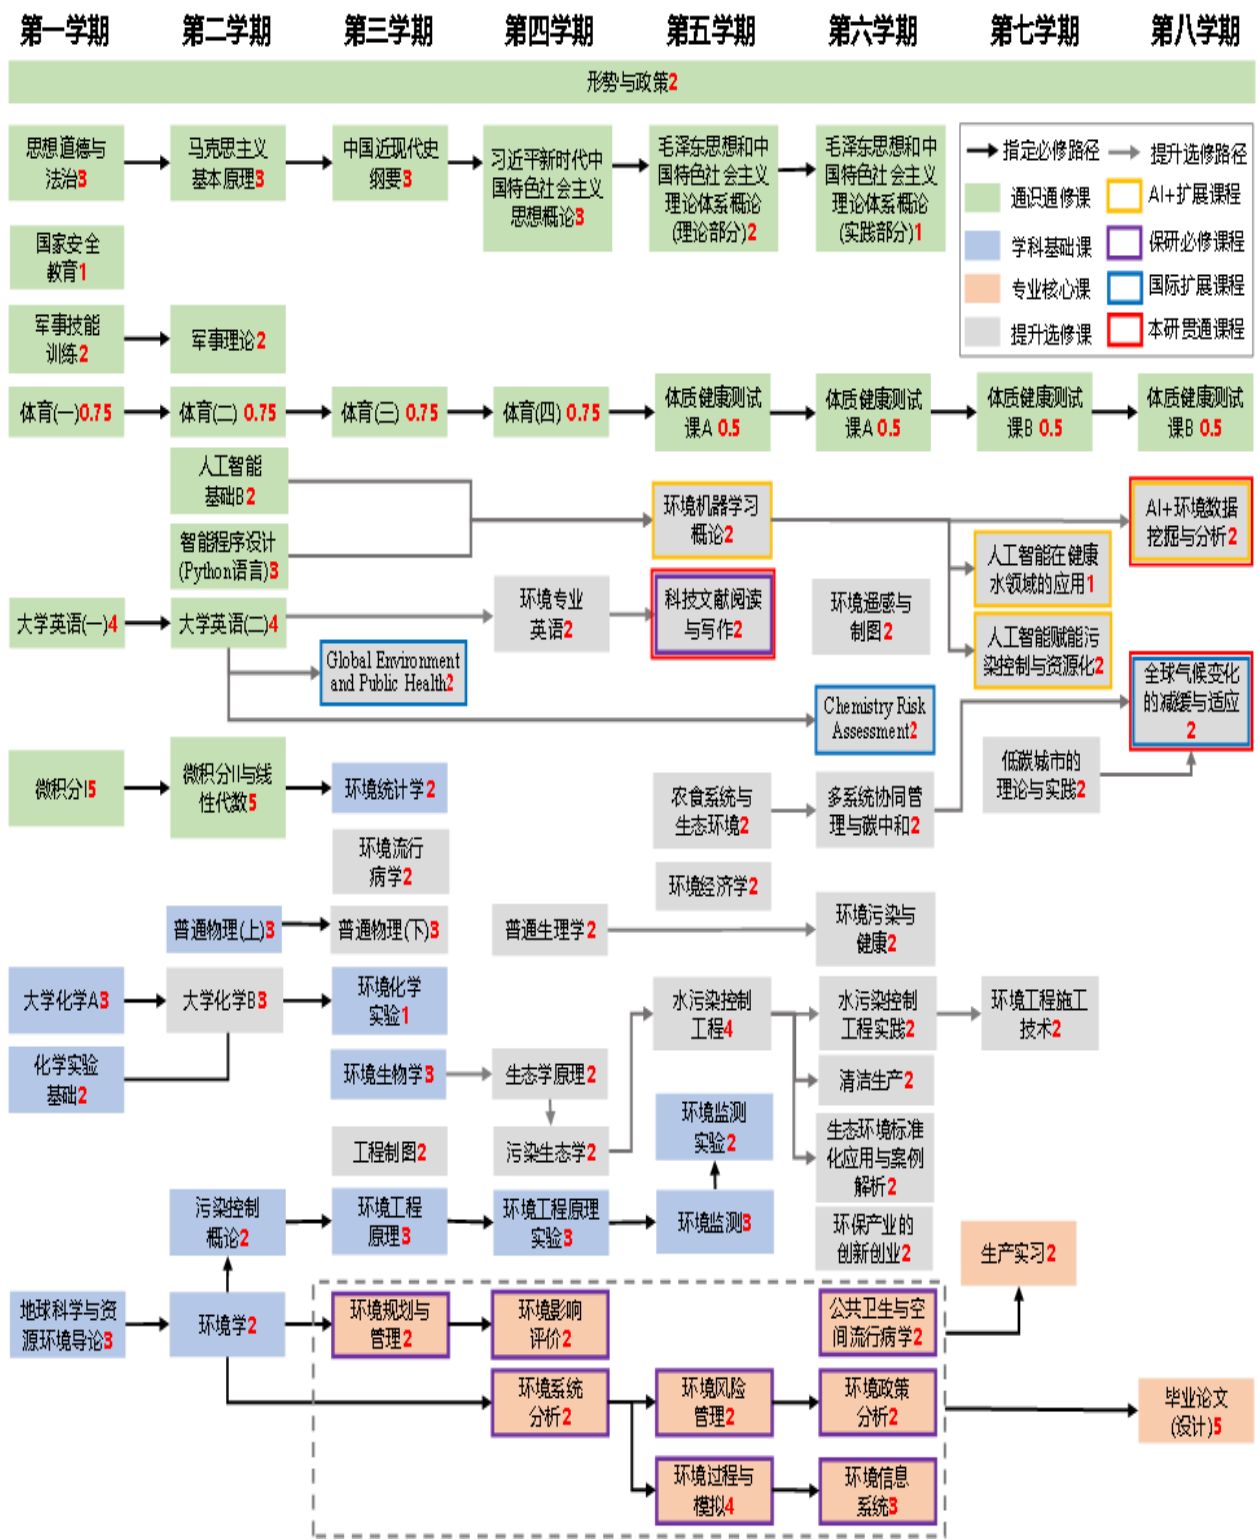 第一学期
第二学期
第三学期
第四学期
第五学期
第六学期
第七学期
第八学期
形势与政策2
思想道德与
法治3
马克思主义
基本原理3
中国近现代史
纲要3
习近平新时代中
国特色社会主义
思想概论3
毛泽东思想和中
国特色社会主义
理论体系概论
(理论部分)2
毛泽东思想和中
国特色社会主义
理论体系概论
(实践部分)1
指定必修路径
提升选修路径
通识通修课
AI+扩展课程
学科基础课
保研必修课程
专业核心课
国际扩展课程
提升选修课
本研贯通课程
国家安全
教育1
军事技能
训练2
军事理论2
体育(一)0.75
体育(二) 0.75
体育(三) 0.75
体育(四) 0.75
体质健康测试
课A 0.5
体质健康测试
课A 0.5
体质健康测试
课B 0.5
体质健康测试
课B 0.5
人工智能
基础B2
环境机器学习
概论2
AI+环境数据
挖掘与分析2
智能程序设计
(Python语言)3
人工智能在健康
水领域的应用1
大学英语(一)4
大学英语(二)4
环境专业
英语2
科技文献阅读
与写作2
环境遥感与
制图2
人工智能赋能污
染控制与资源化2
Global Environment
and Public Health2
Chemistry Risk
Assessment2
全球气候变化
的减缓与适应
2
微积分I5
微积分II与线
性代数5
环境统计学2
农食系统与
生态环境2
多系统协同管
理与碳中和2
低碳城市的
理论与实践2
环境流行
病学2
环境经济学2
普通物理(上)3
普通物理(下)3
普通生理学2
环境污染与
健康2
大学化学A3
大学化学B3
环境化学
实验1
水污染控制
工程4
水污染控制
工程实践2
环境工程施工
技术2
化学实验
基础2
环境生物学3
生态学原理2
清洁生产2
环境监测
实验2
工程制图2
污染生态学2
生态环境标准
化应用与案例
解析2
污染控制
概论2
环境工程
原理3
环境工程原理
实验3
环境监测3
环保产业的
创新创业2
生产实习2
地球科学与资
源环境导论3
环境学2
环境规划与
管理2
环境影响
评价2
公共卫生与空
间流行病学2
环境系统
分析2
环境风险
管理2
环境政策
分析2
毕业论文
(设计)5
环境过程与
模拟4
环境信息
系统3